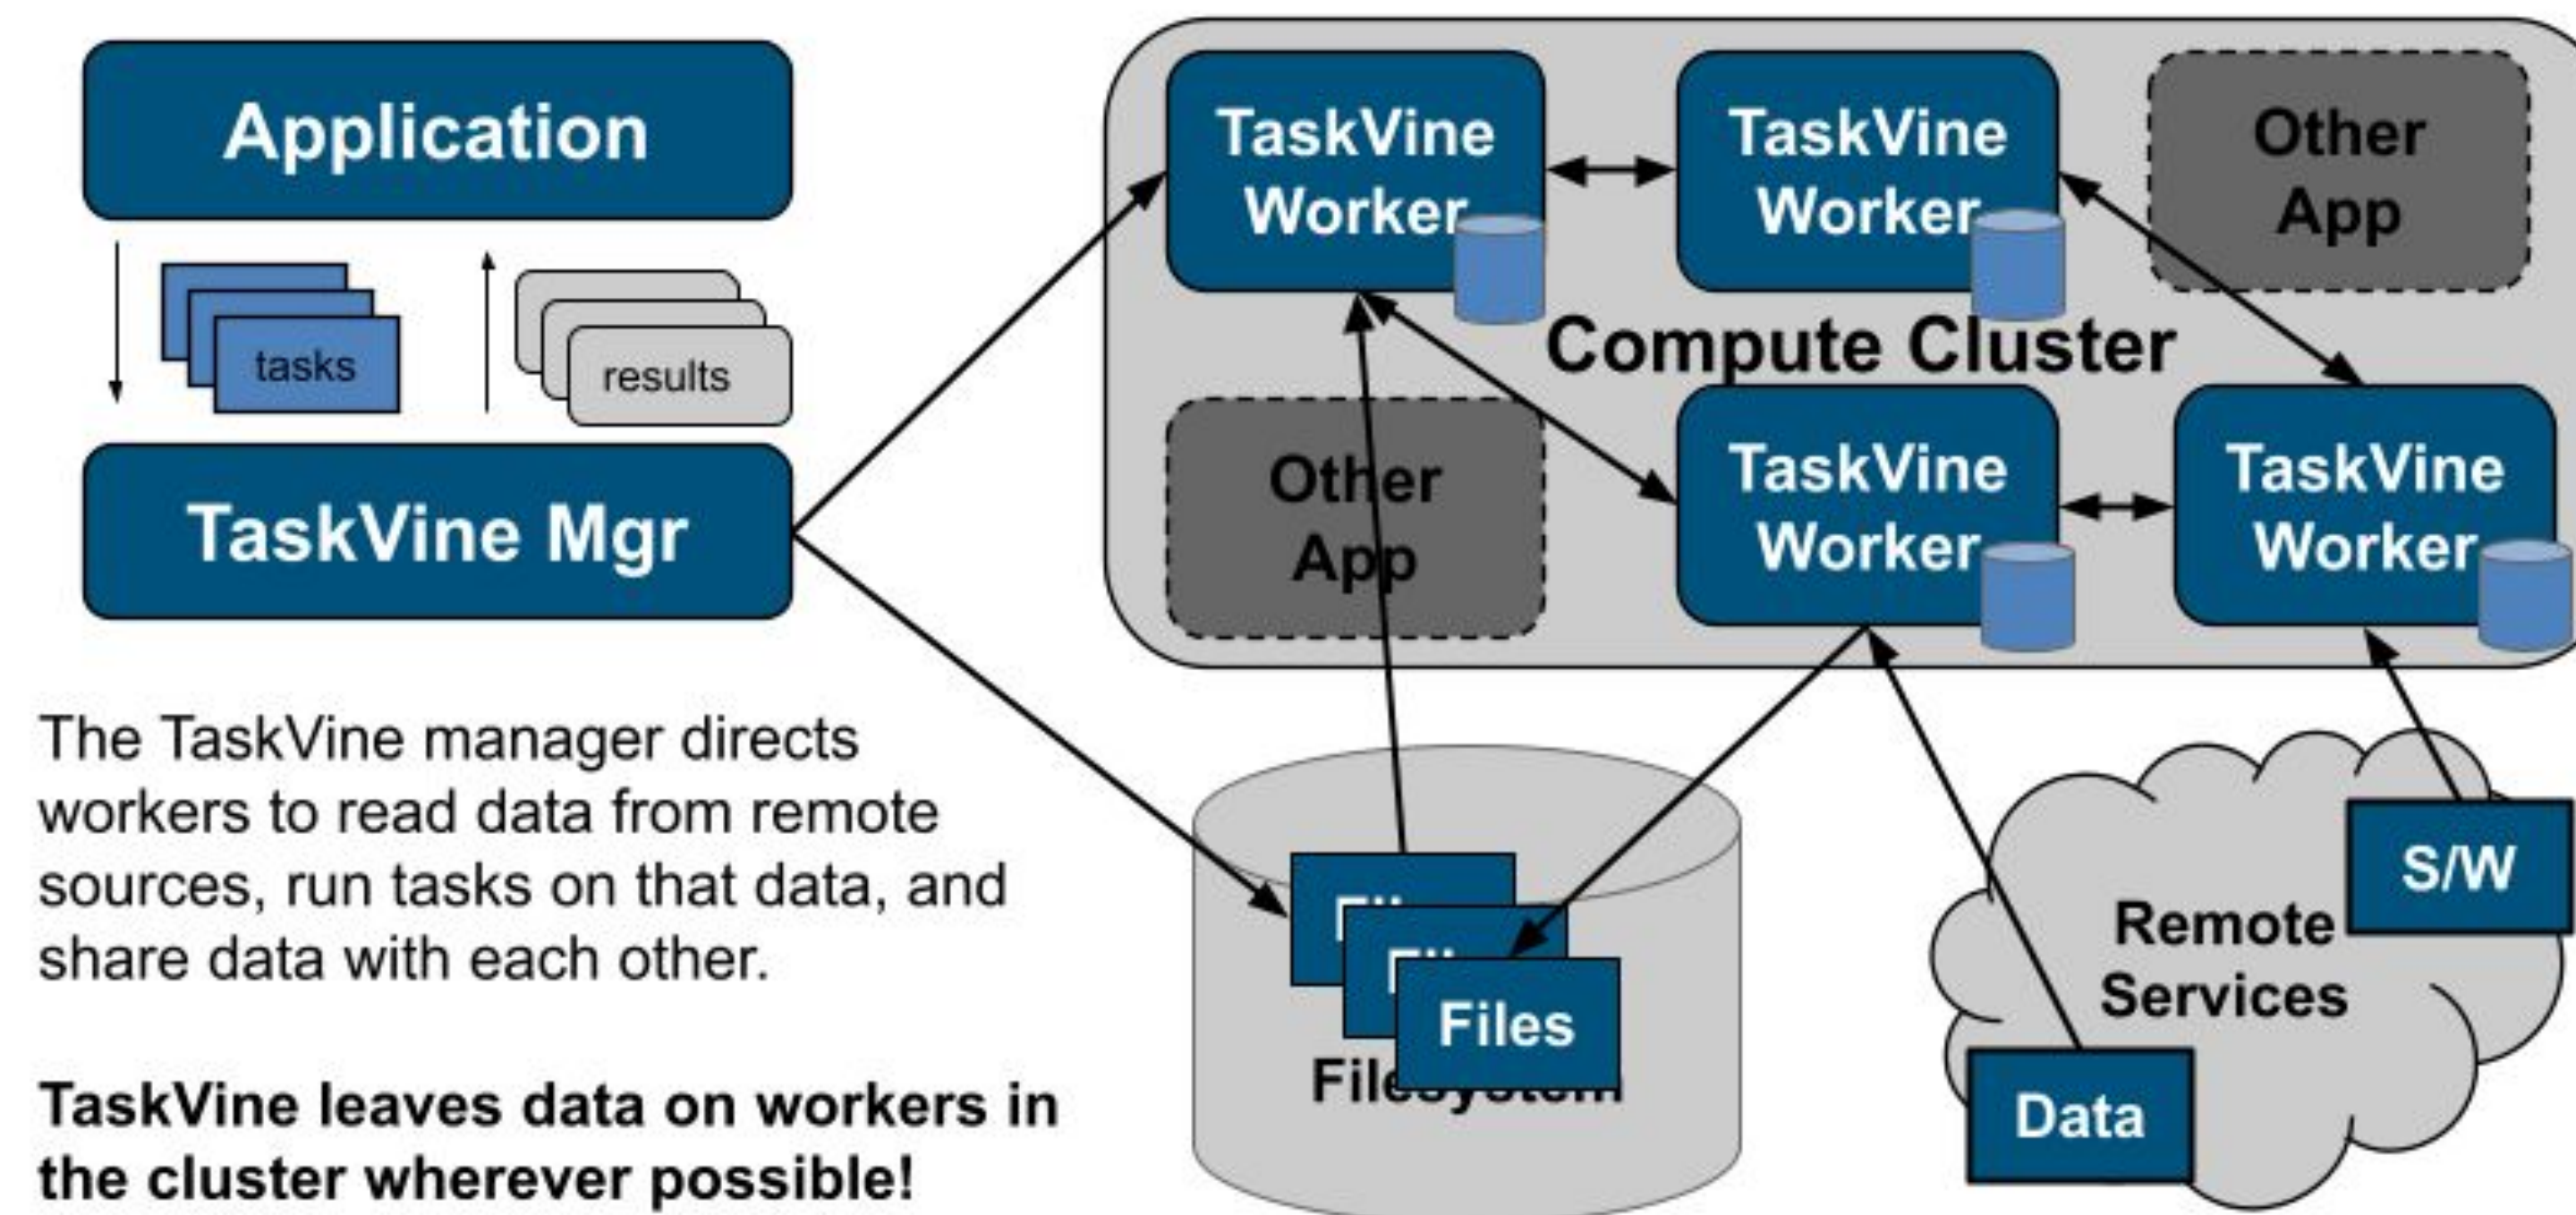 Application
tasks
results
TaskVine Mgr
The TaskVine manager directs
workers to read data from remote
sources, run tasks on that data, and
share data with each other.
TaskVine leaves data on workers in
the cluster wherever possible!
TaskVine
Worker
TaskVine
Worker
Other
App
Compute Cluster
Other
App
TaskVine
Worker
TaskVine
Worker
Files
Filesystem
Remote
Services
S/W
Data